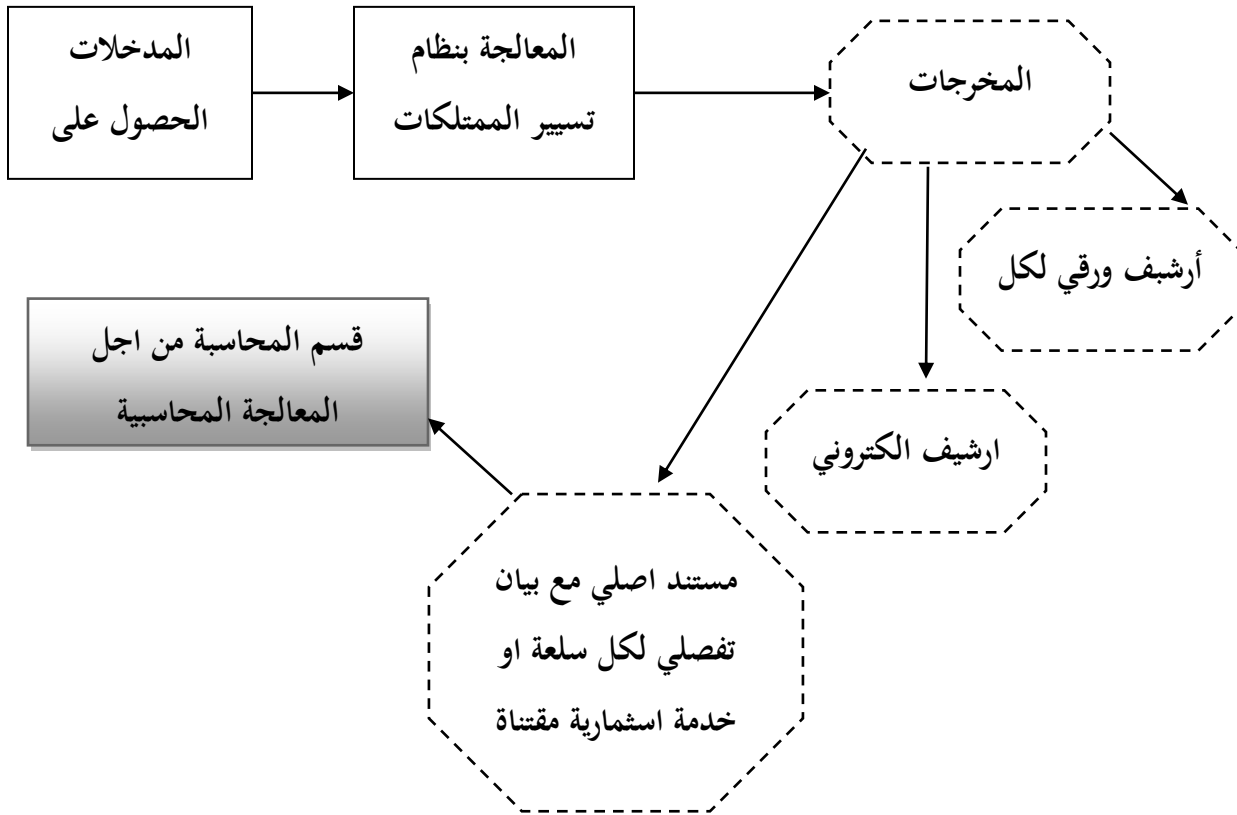 المدخلات
الحصول على
المعالجة بنظام
تسيير الممتلكات
المخرجات
أرشبف ورقي لكل
ارشيف الكتروني
قسم المحاسبة من اجل
المعالجة المحاسبية
مستند اصلي مع بيان
تفصلي لكل سلعة او
خدمة اسثمارية مقتناة